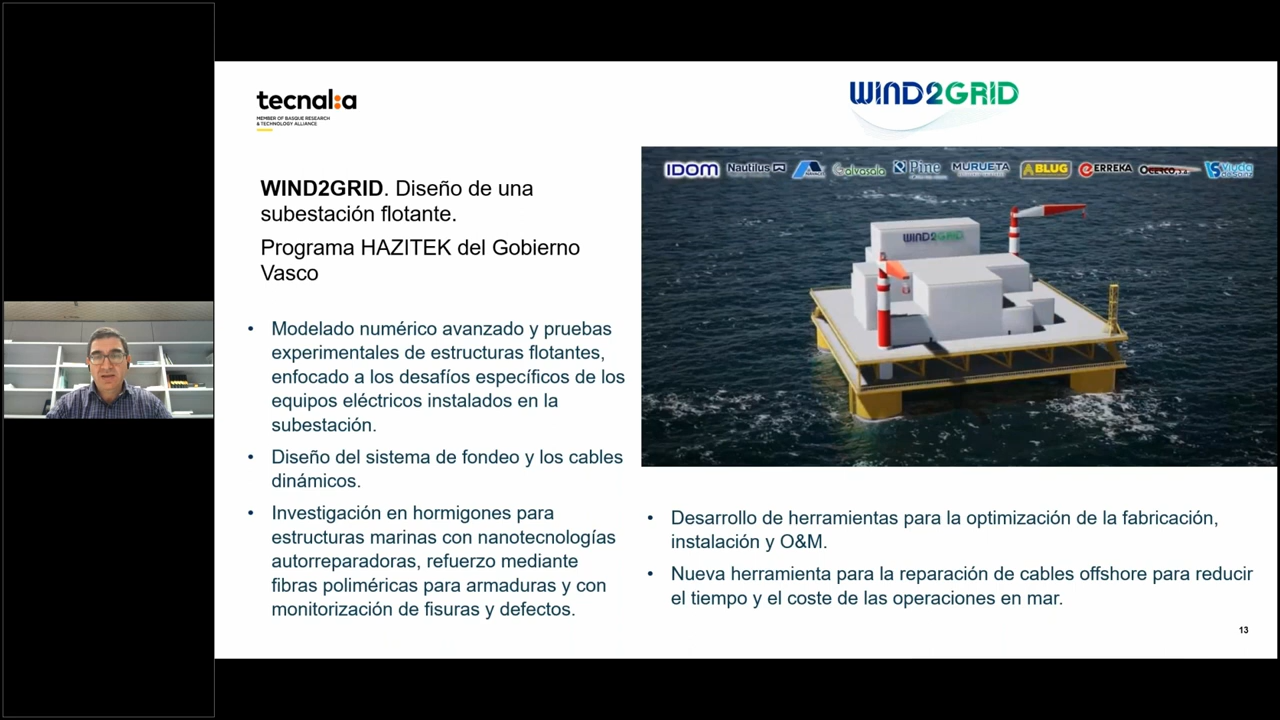 tecnal:a
MEMBER OF BASQUE RESEARCH
& TECHNOLOGY ALLIANCE
WIND2GRID
WIND2GRID. Diseño de una
subestación flotante.
Programa HAZITEK del Gobierno
Vasco
• Modelado numérico avanzado y pruebas
experimentales de estructuras flotantes,
enfocado a los desafíos específicos de los
equipos eléctricos instalados en la
subestación.
• Diseño del sistema de fondeo y los cables
dinámicos.
• Investigación en hormigones para
estructuras marinas con nanotecnologías
autorreparadoras, refuerzo mediante
fibras poliméricas para armaduras y con
monitorización de fisuras y defectos.
IDOM Nautilus Galvasala Pine MURUETA ABLUG ERREKA Viuda
WIND2GRID
• Desarrollo de herramientas para la optimización de la fabricación,
instalación y O&M.
• Nueva herramienta para la reparación de cables offshore para reducir
el tiempo y el coste de las operaciones en mar.
13